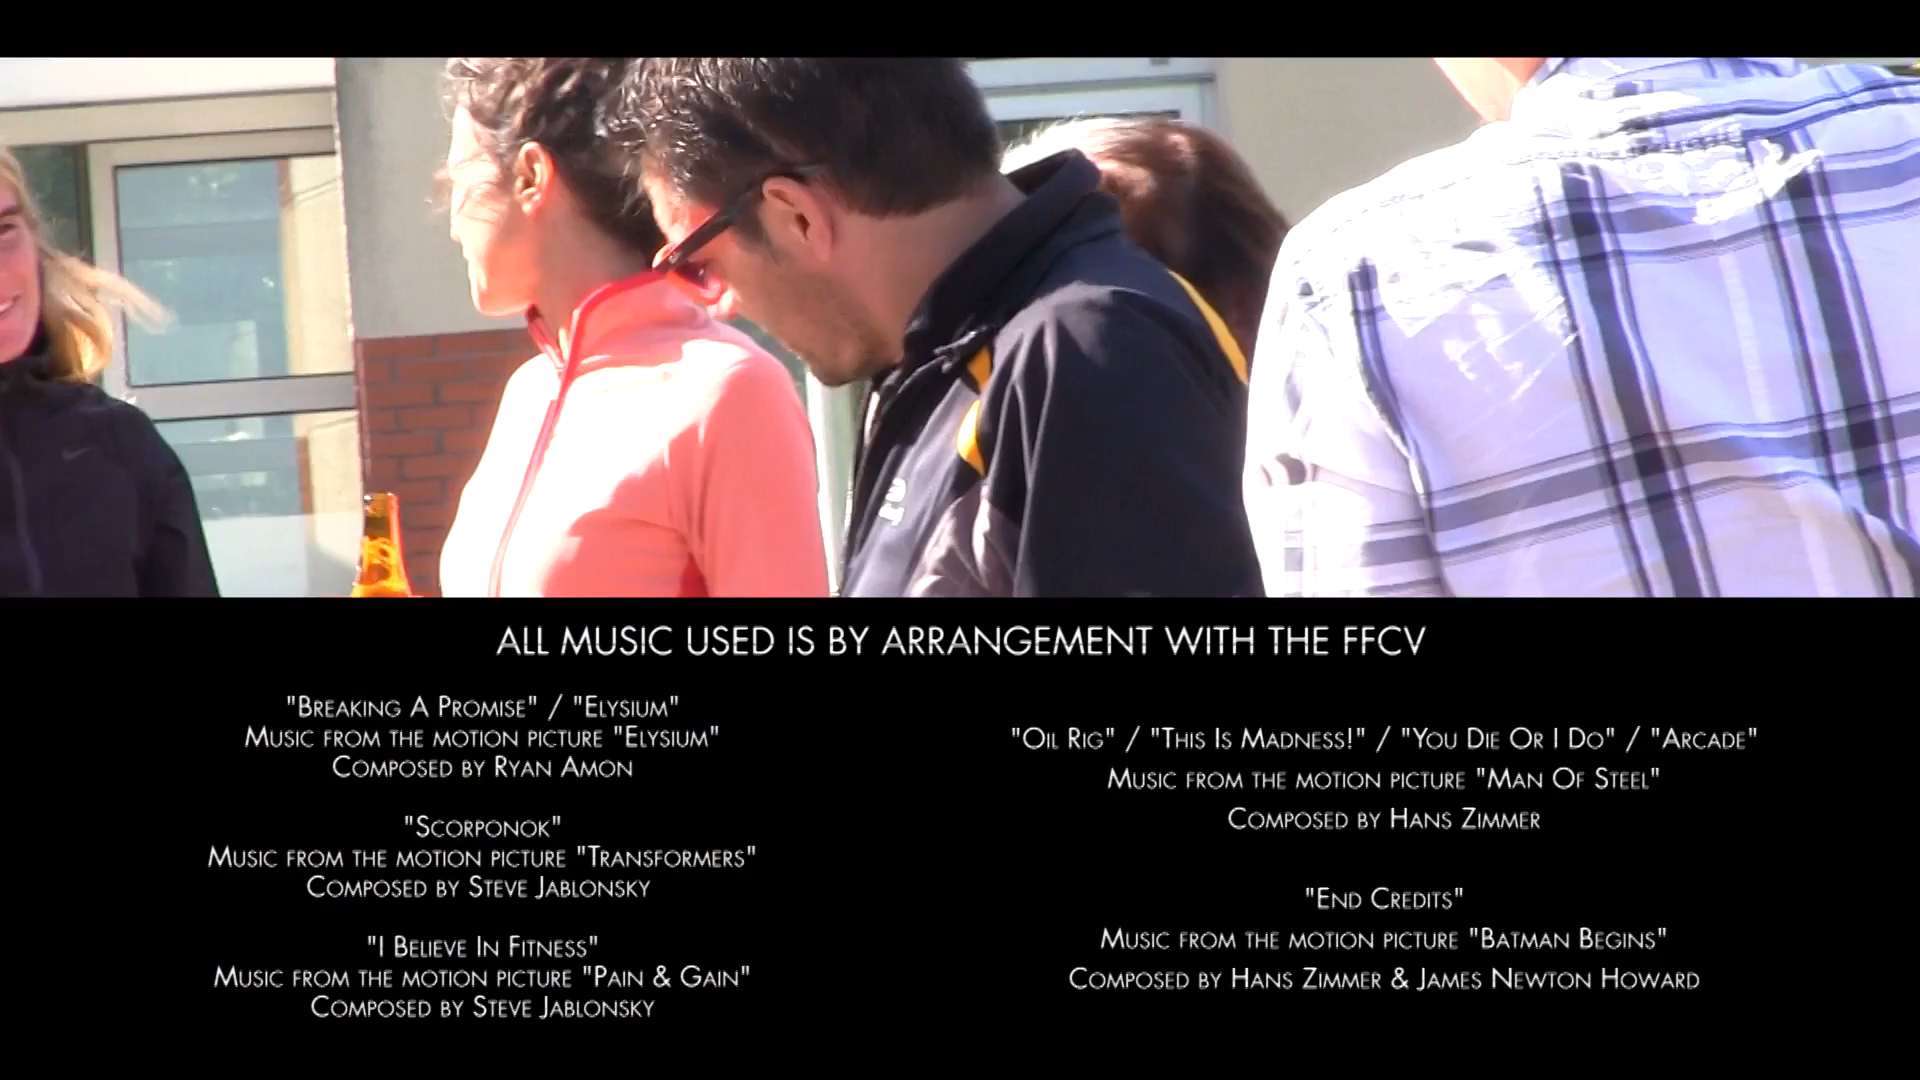 ALL MUSIC USED IS BY ARRANGEMENT WITH THE FFCV
"Breaking A Promise" / "Elysium"
Music from the motion picture "Elysium"
Composed by Ryan Amon
"Scorponok"
Music from the motion picture "Transformers"
Composed by Steve Jablonsky
"I Believe In Fitness"
Music from the motion picture "Pain & Gain"
Composed by Steve Jablonsky
"Oil Rig" / "This Is Madness!" / "You Die Or I Do" / "Arcade"
Music from the motion picture "Man Of Steel"
Composed by Hans Zimmer
"End Credits"
Music from the motion picture "Batman Begins"
Composed by Hans Zimmer & James Newton Howard